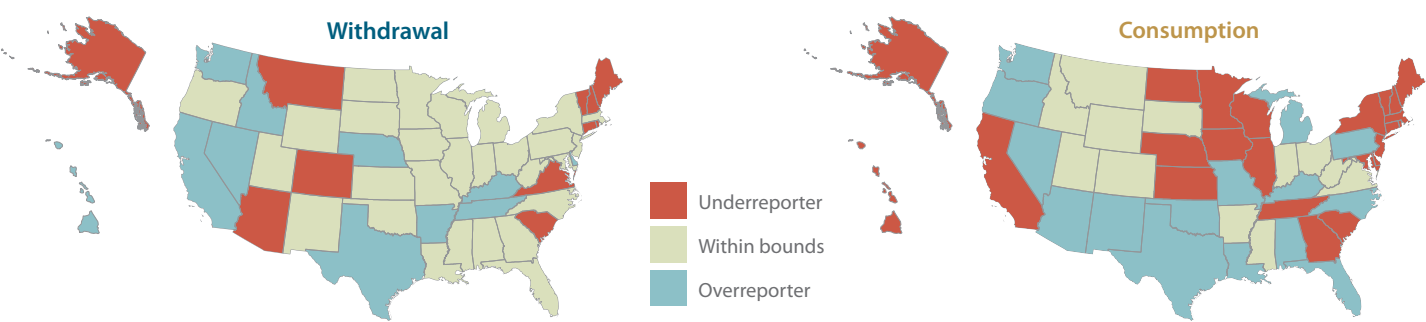 Withdrawal
Consumption
Underreporter
Within bounds
Overreporter